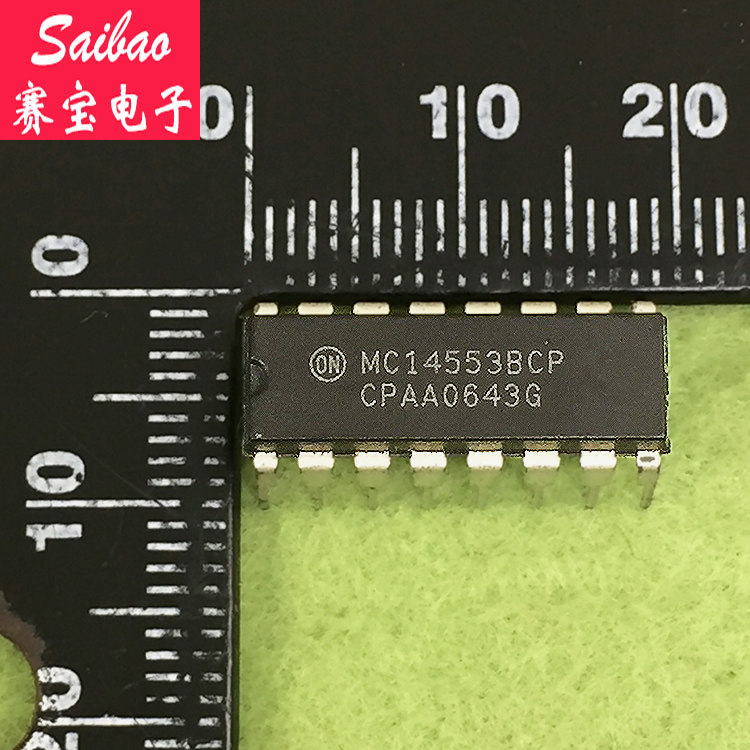 Saibao
赛宝电子
0 10 20
0
10
20
ON MC14553BCP
CPAA0643G